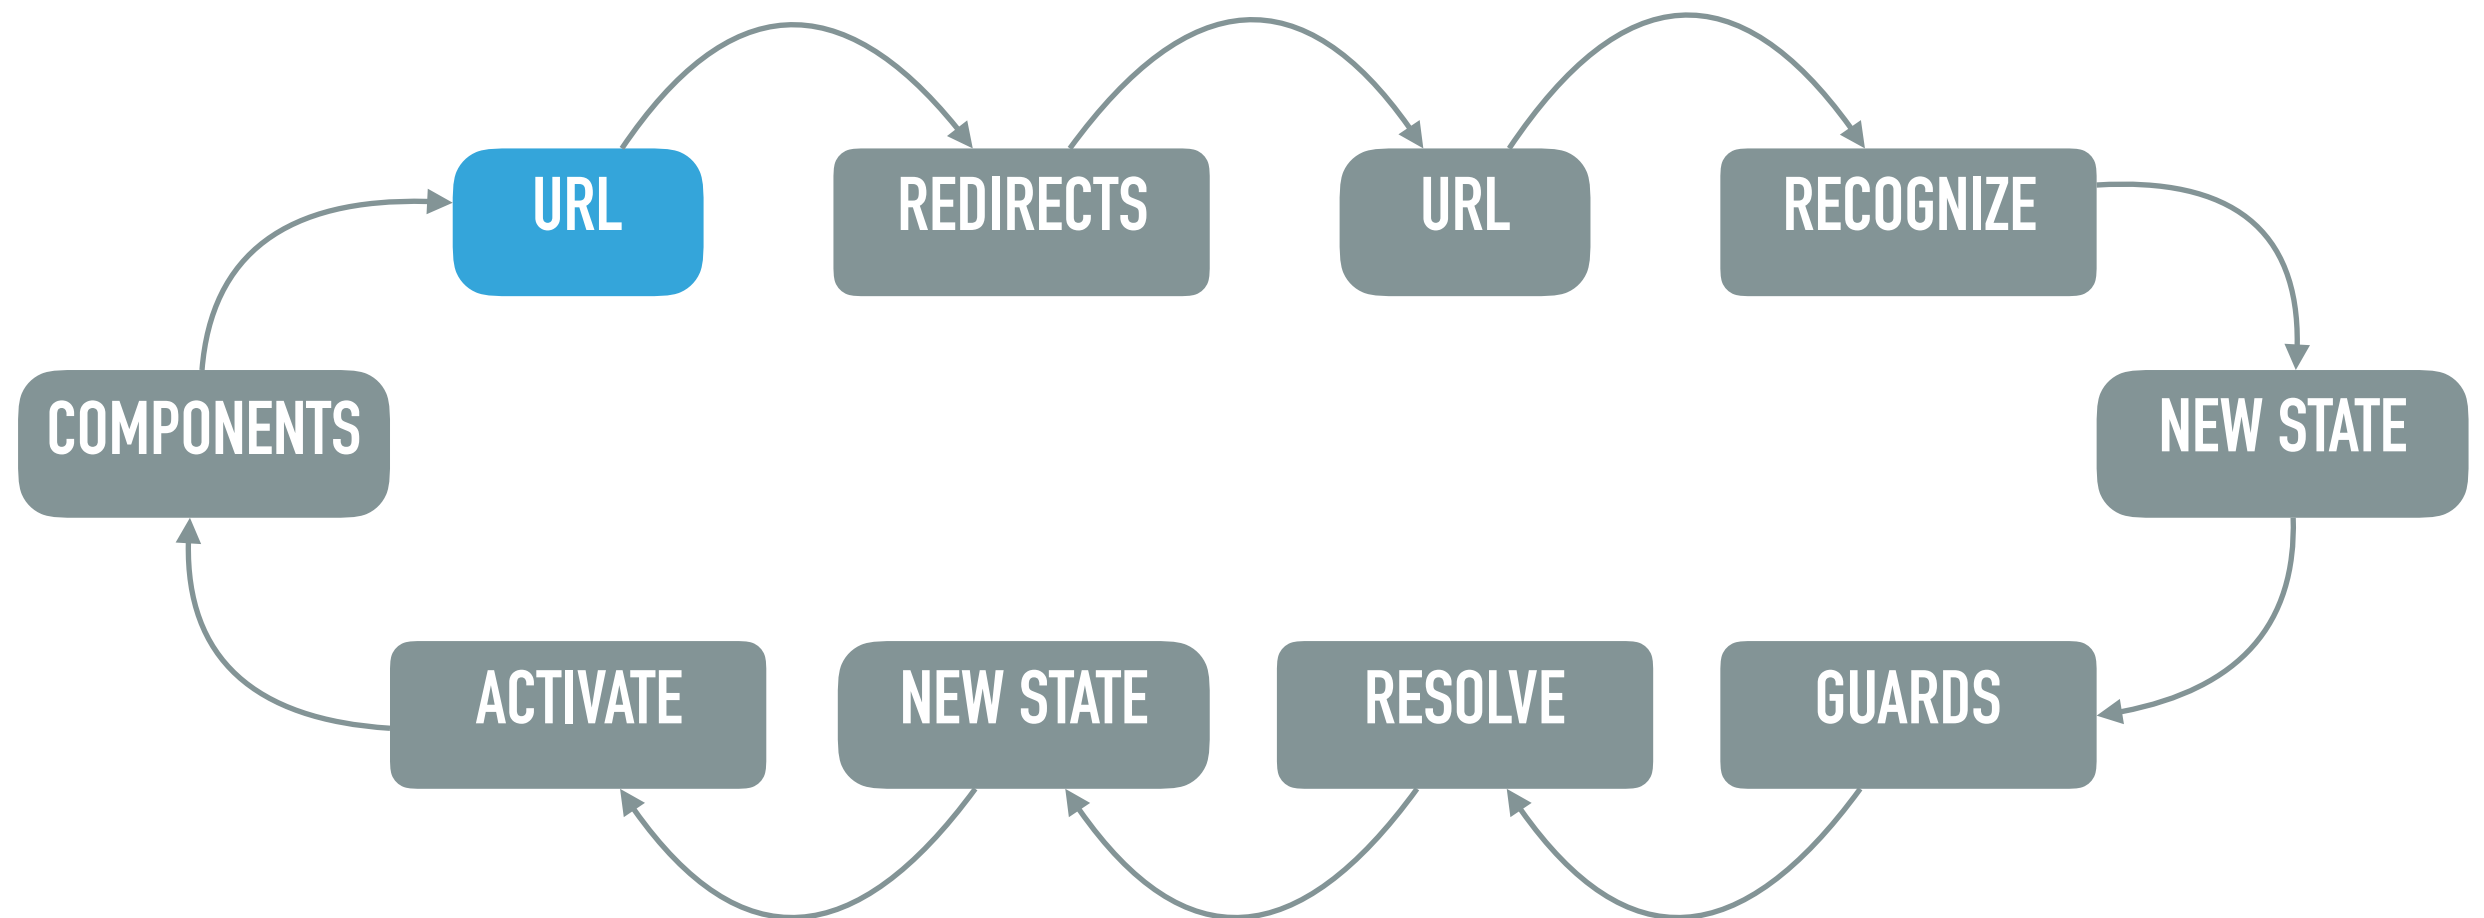 URL
REDIRECTS
URL
RECOGNIZE
COMPONENTS
NEW STATE
ACTIVATE
NEW STATE
RESOLVE
GUARDS